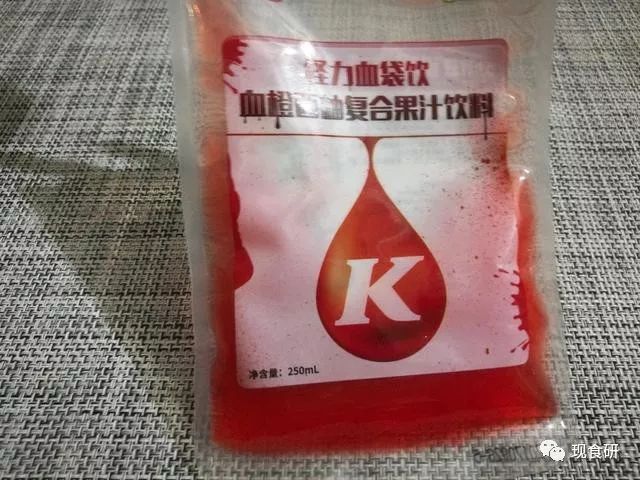 怪力血袋饮
血橙西柚复合果汁饮料
K
净含量：250mL
现食研